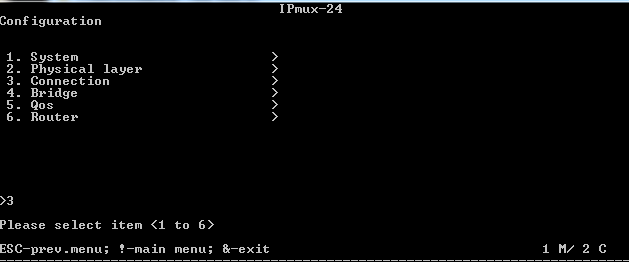 IPmux-24
Configuration
1. System >
2. Physical layer >
3. Connection >
4. Bridge >
5. Qos >
6. Router >
>3
Please select item <1 to 6>
ESC-prev.menu; !-main menu; &-exit 1 M/ 2 C